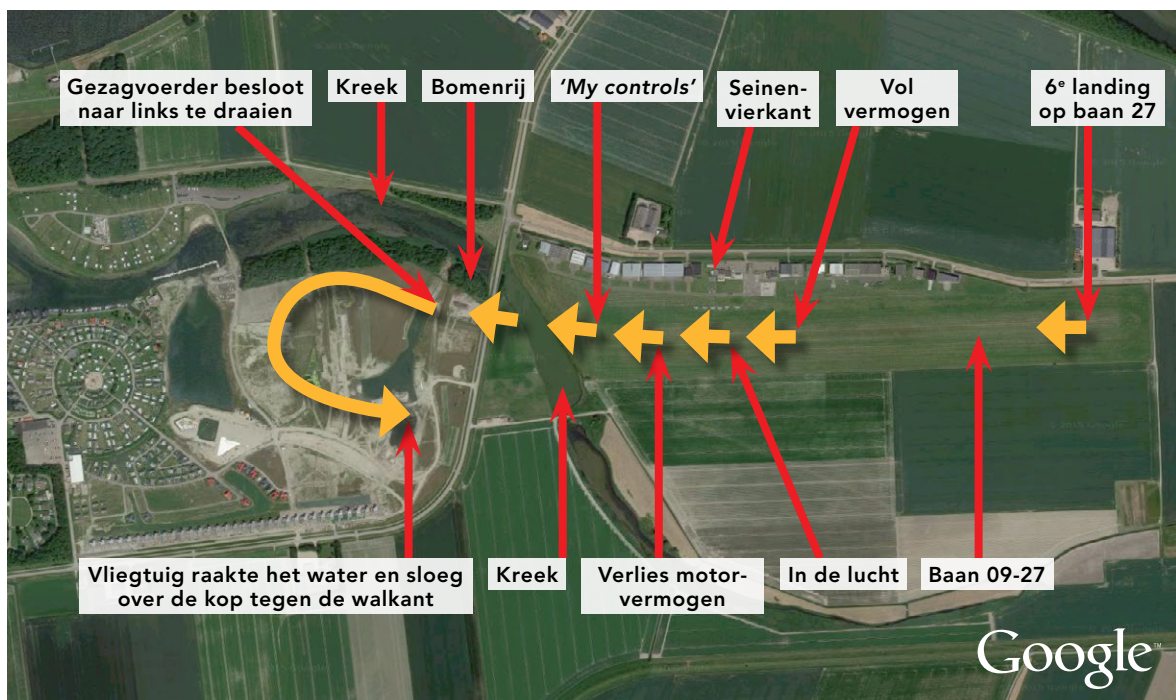 Gezagvoerder besloot
naar links te draaien
Kreek
Bomenrij
'My controls'
Seinen-
vierkant
Vol
vermogen
6e landing
op baan 27
Vliegtuig raakte het water en sloeg
over de kop tegen de walkant
Kreek
Verlies motor-
vermogen
In de lucht
Baan 09-27
Google™